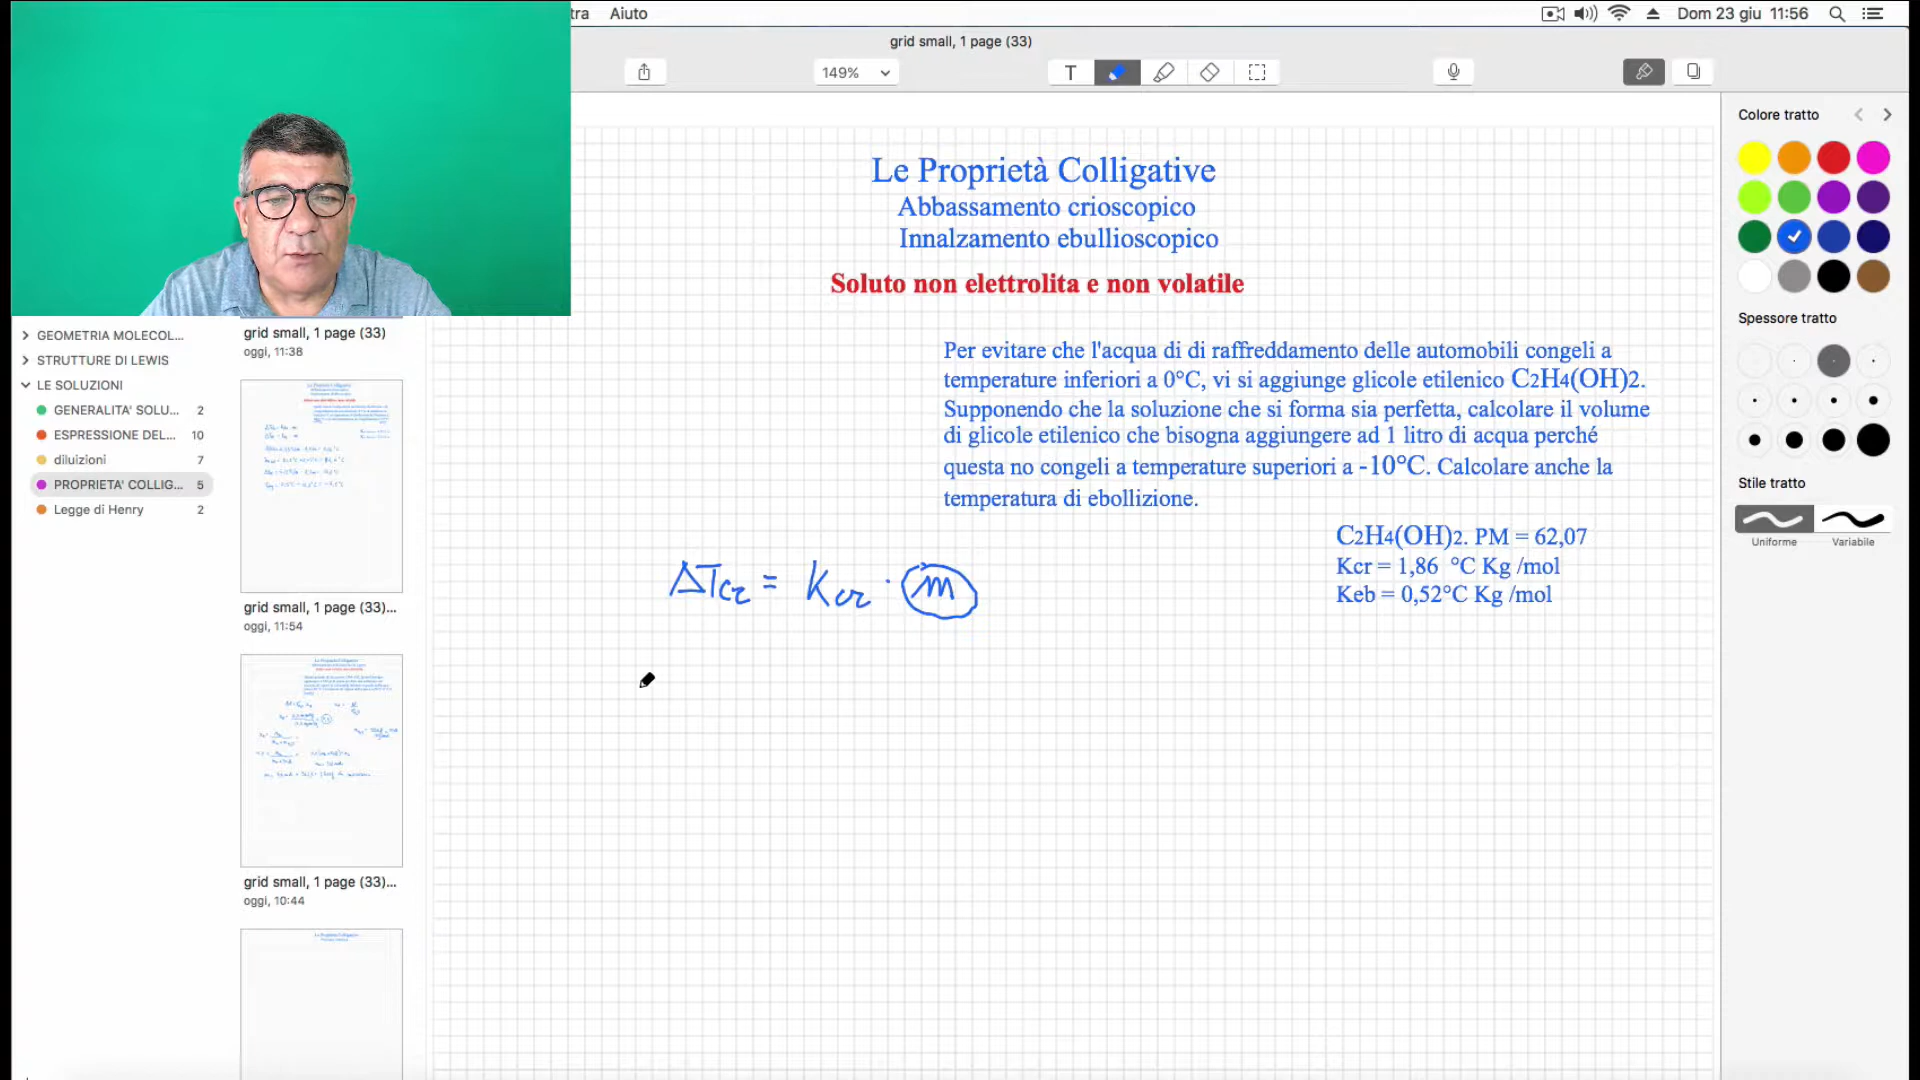 tra Aiuto
Dom 23 giu 11:56
grid small, 1 page (33)
149%
T
Colore tratto
Spessore tratto
Stile tratto
Uniforme Variabile
GEOMETRIA MOLECOL...
STRUTTURE DI LEWIS
LE SOLUZIONI
GENERALITA' SOLU... 2
ESPRESSIONE DEL... 10
diluizioni 7
PROPRIETA' COLLIG... 5
Legge di Henry 2
grid small, 1 page (33)
oggi, 11:38
grid small, 1 page (33)...
oggi, 11:54
grid small, 1 page (33)...
oggi, 10:44
Le Proprietà Colligative
Abbassamento crioscopico
Innalzamento ebullioscopico
Soluto non elettrolita e non volatile
Per evitare che l'acqua di di raffreddamento delle automobili congeli a
temperature inferiori a 0°C, vi si aggiunge glicole etilenico C2H4(OH)2.
Supponendo che la soluzione che si forma sia perfetta, calcolare il volume
di glicole etilenico che bisogna aggiungere ad 1 litro di acqua perché
questa no congeli a temperature superiori a -10°C. Calcolare anche la
temperatura di ebollizione.
C2H4(OH)2. PM = 62,07
Kcr = 1,86 °C Kg /mol
Keb = 0,52°C Kg /mol
ΔTcr = Kcr · m